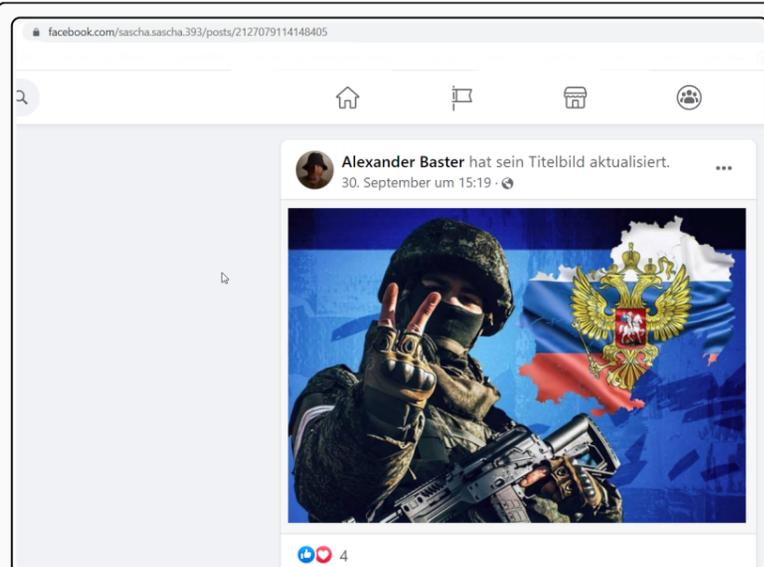 facebook.com/sascha.sascha.393/posts/2127079114148405
Alexander Baster hat sein Titelbild aktualisiert.
30. September um 15:19 ·
4